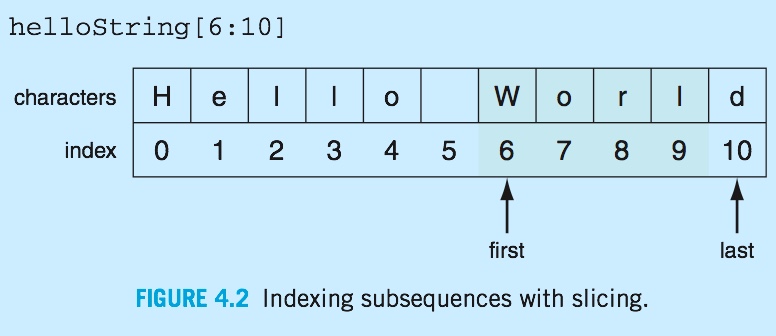 helloString[6:10]
characters H e l l o W o r l d
index 0 1 2 3 4 5 6 7 8 9 10
first last
FIGURE 4.2 Indexing subsequences with slicing.